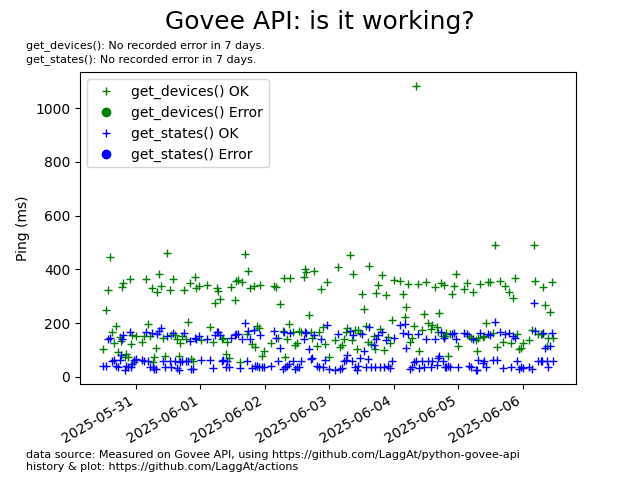 Govee API: is it working?
get_devices(): No recorded error in 7 days.
get_states(): No recorded error in 7 days.
get_devices() OK
get_devices() Error
get_states() OK
get_states() Error
Ping (ms)
1000
800
600
400
200
0
2025-05-31
2025-06-01
2025-06-02
2025-06-03
2025-06-04
2025-06-05
2025-06-06
data source: Measured on Govee API, using https://github.com/LaggAt/python-govee-api
history & plot: https://github.com/LaggAt/actions